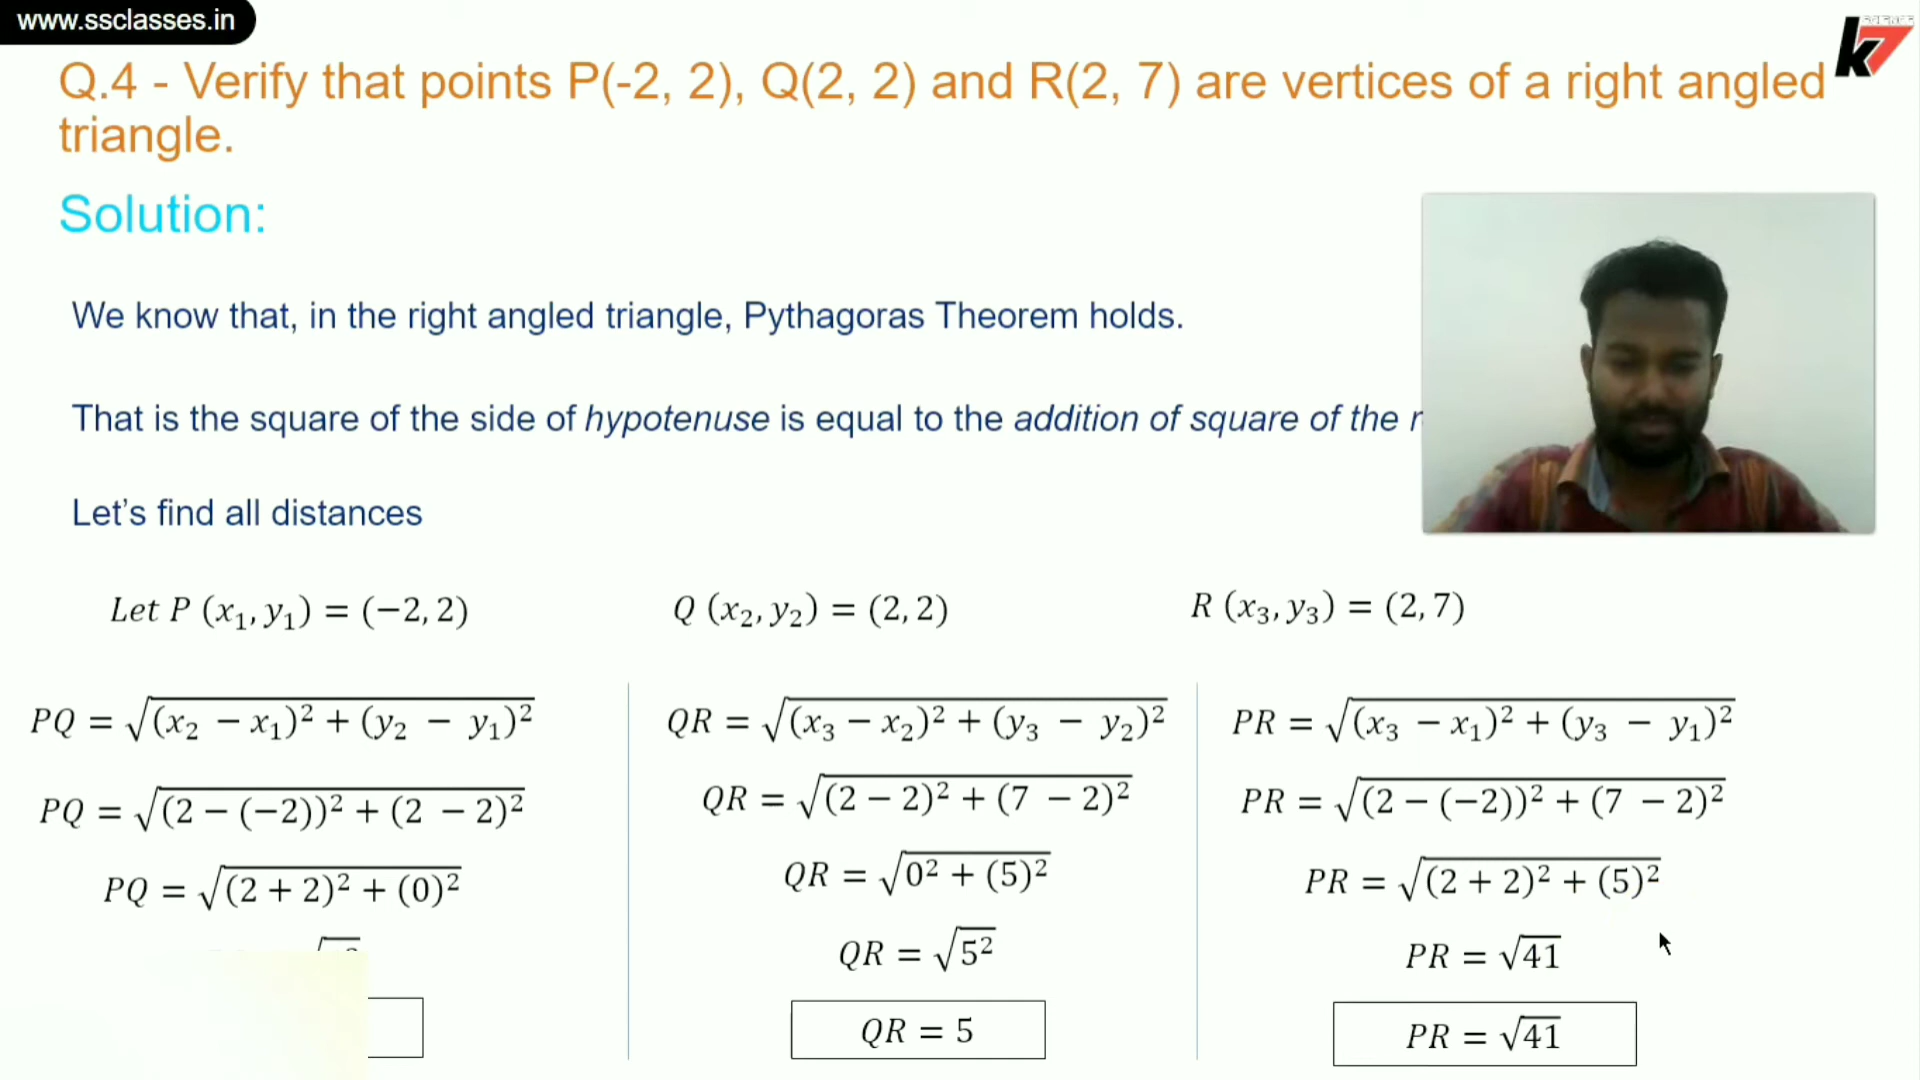 www.ssclasses.in
SCIENCE
k7
Q.4 - Verify that points P(-2, 2), Q(2, 2) and R(2, 7) are vertices of a right angled
triangle.
Solution:
We know that, in the right angled triangle, Pythagoras Theorem holds.
That is the square of the side of hypotenuse is equal to the addition of square of the
Let’s find all distances
Let P (x₁, y₁) = (−2, 2)
Q (x₂, y₂) = (2, 2)
R (x₃, y₃) = (2, 7)
PQ = √(x₂ − x₁)² + (y₂ − y₁)²
PQ = √(2 − (−2))² + (2 − 2)²
PQ = √(2 + 2)² + (0)²
QR = √(x₃ − x₂)² + (y₃ − y₂)²
QR = √(2 − 2)² + (7 − 2)²
QR = √0² + (5)²
QR = √5²
QR = 5
PR = √(x₃ − x₁)² + (y₃ − y₁)²
PR = √(2 − (−2))² + (7 − 2)²
PR = √(2 + 2)² + (5)²
PR = √41
PR = √41